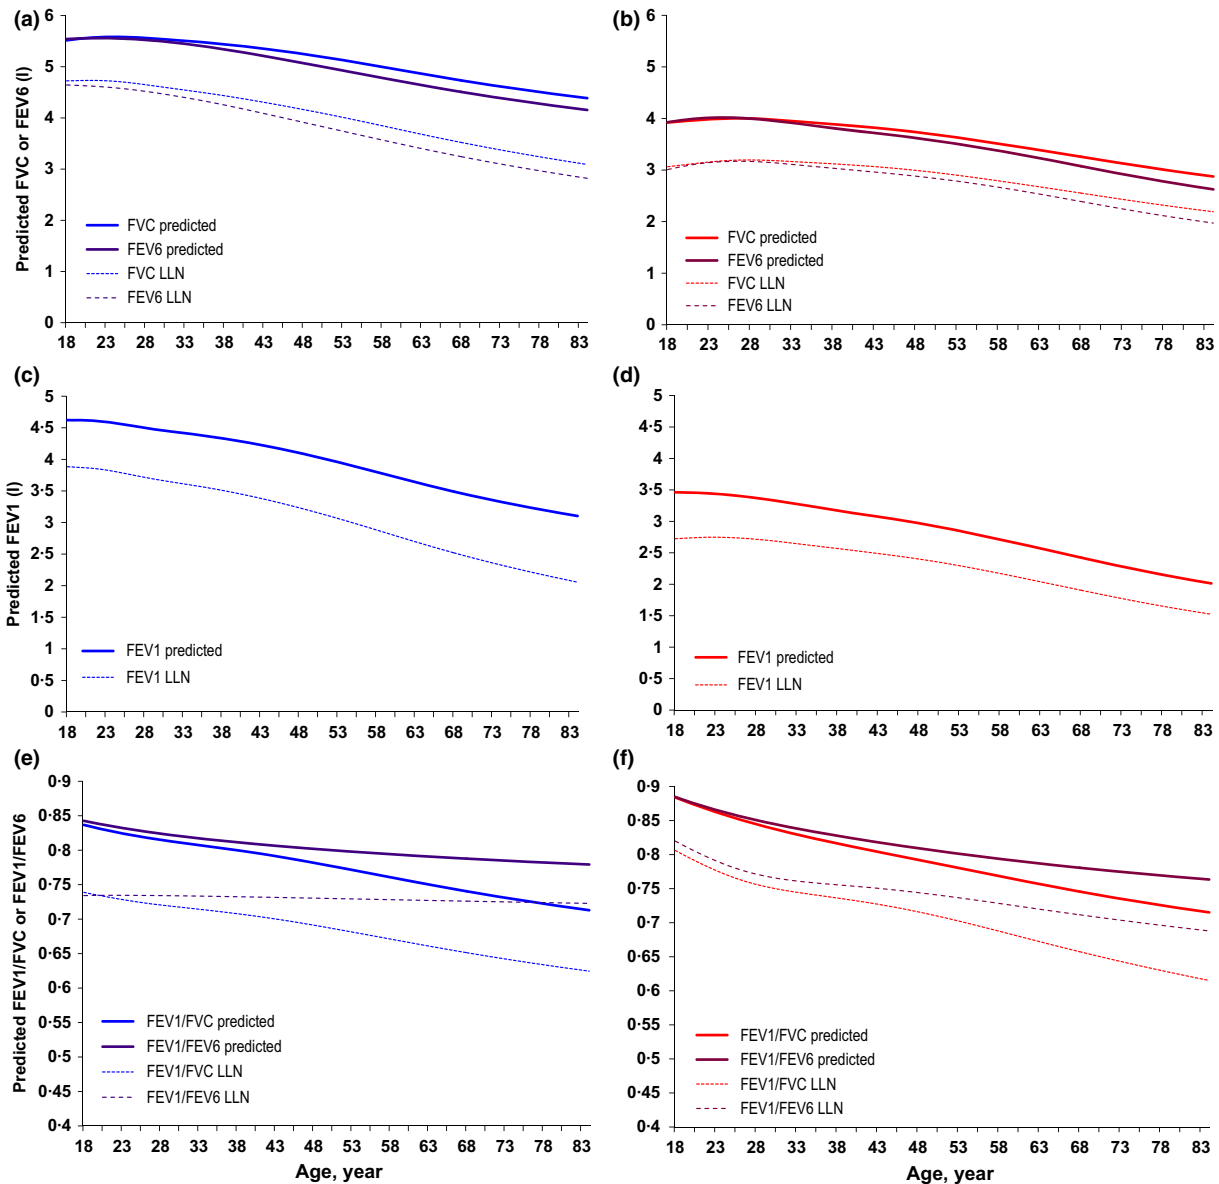 (a)
6
5
4
3
2
1
0
Predicted FVC or FEV6 (l)
FVC predicted
FEV6 predicted
FVC LLN
FEV6 LLN
18 23 28 33 38 43 48 53 58 63 68 73 78 83
(b)
6
5
4
3
2
1
0
FVC predicted
FEV6 predicted
FVC LLN
FEV6 LLN
18 23 28 33 38 43 48 53 58 63 68 73 78 83
(c)
5
4·5
4
3·5
3
2·5
2
1·5
1
0·5
0
Predicted FEV1 (l)
FEV1 predicted
FEV1 LLN
18 23 28 33 38 43 48 53 58 63 68 73 78 83
(d)
5
4·5
4
3·5
3
2·5
2
1·5
1
0·5
0
FEV1 predicted
FEV1 LLN
18 23 28 33 38 43 48 53 58 63 68 73 78 83
(e)
0·9
0·85
0·8
0·75
0·7
0·65
0·6
0·55
0·5
0·45
0·4
Predicted FEV1/FVC or FEV1/FEV6
FEV1/FVC predicted
FEV1/FEV6 predicted
FEV1/FVC LLN
FEV1/FEV6 LLN
18 23 28 33 38 43 48 53 58 63 68 73 78 83
Age, year
(f)
0·9
0·85
0·8
0·75
0·7
0·65
0·6
0·55
0·5
0·45
0·4
FEV1/FVC predicted
FEV1/FEV6 predicted
FEV1/FVC LLN
FEV1/FEV6 LLN
18 23 28 33 38 43 48 53 58 63 68 73 78 83
Age, year